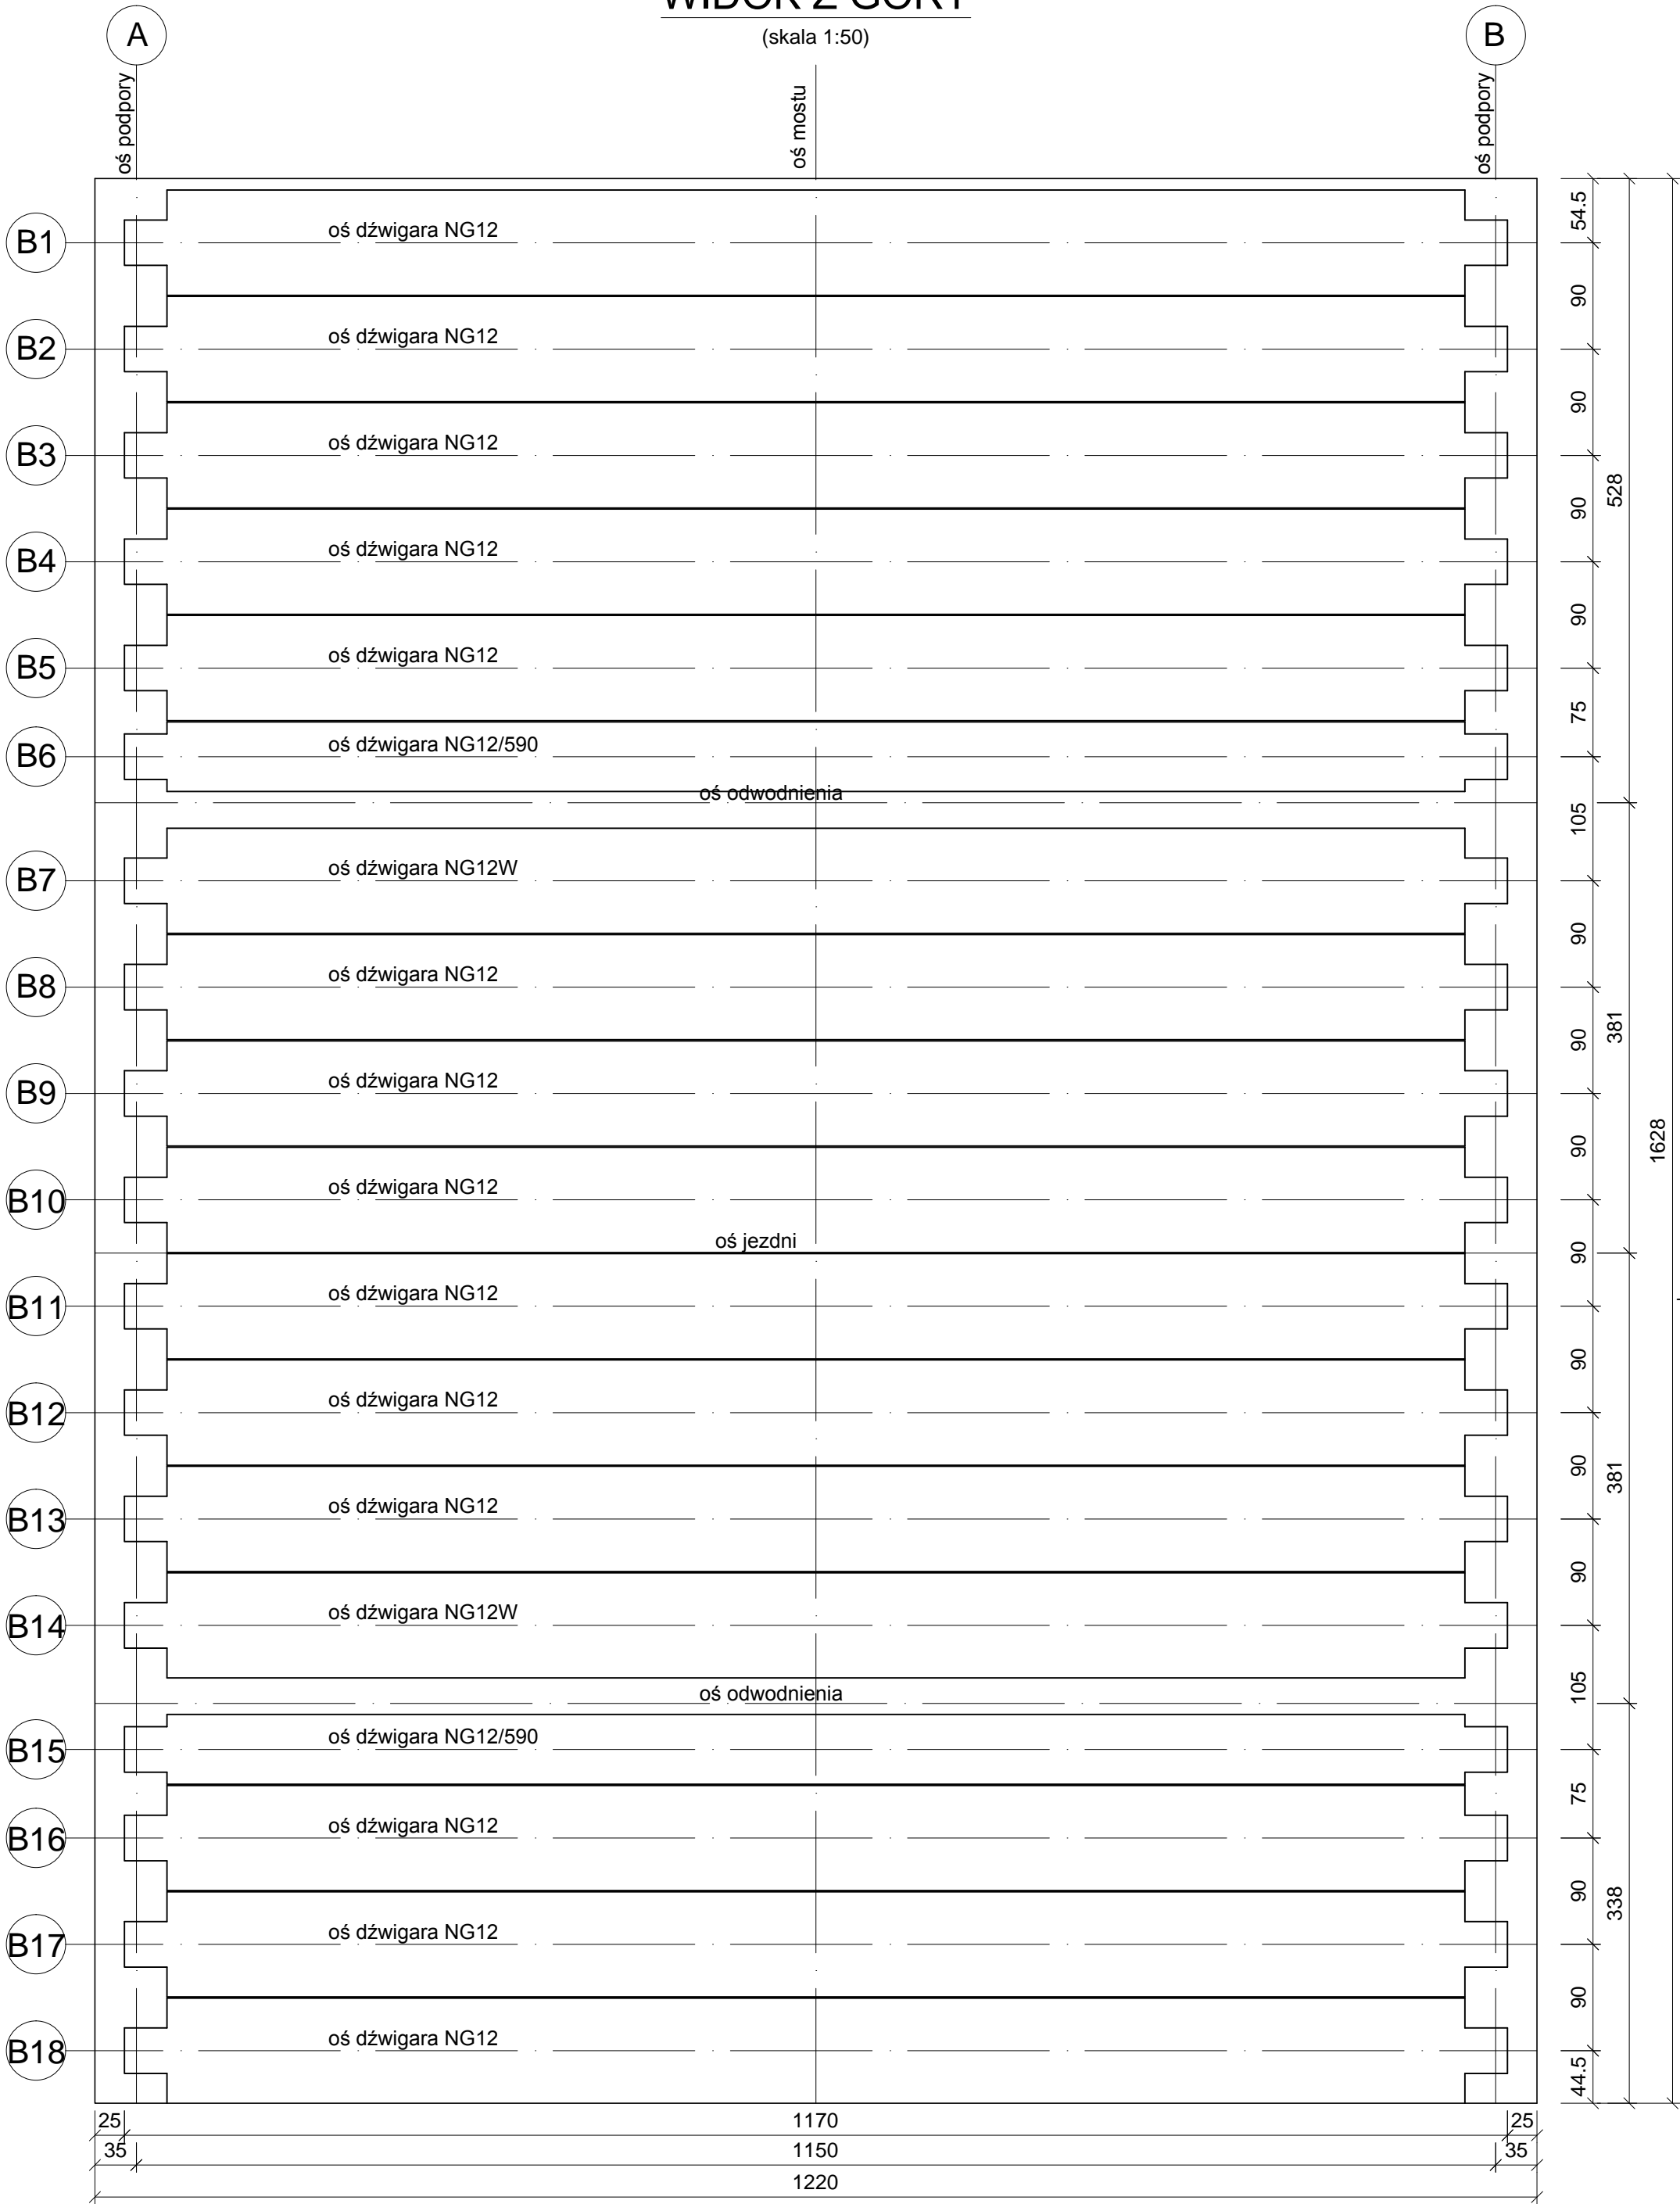 WIDOK Z GÓRY
(skala 1:50)
A
B
oś podpory
oś mostu
oś podpory
B1
oś dźwigara NG12
54.5
90
B2
oś dźwigara NG12
90
B3
oś dźwigara NG12
528
90
B4
oś dźwigara NG12
90
B5
oś dźwigara NG12
75
B6
oś dźwigara NG12/590
oś odwodnienia
105
B7
oś dźwigara NG12W
90
B8
oś dźwigara NG12
381
90
B9
oś dźwigara NG12
1628
90
B10
oś dźwigara NG12
oś jezdni
90
B11
oś dźwigara NG12
90
B12
oś dźwigara NG12
90
381
B13
oś dźwigara NG12
90
B14
oś dźwigara NG12W
105
oś odwodnienia
B15
oś dźwigara NG12/590
75
B16
oś dźwigara NG12
90
338
B17
oś dźwigara NG12
90
B18
oś dźwigara NG12
44.5
25 1170 25
35 1150 35
1220